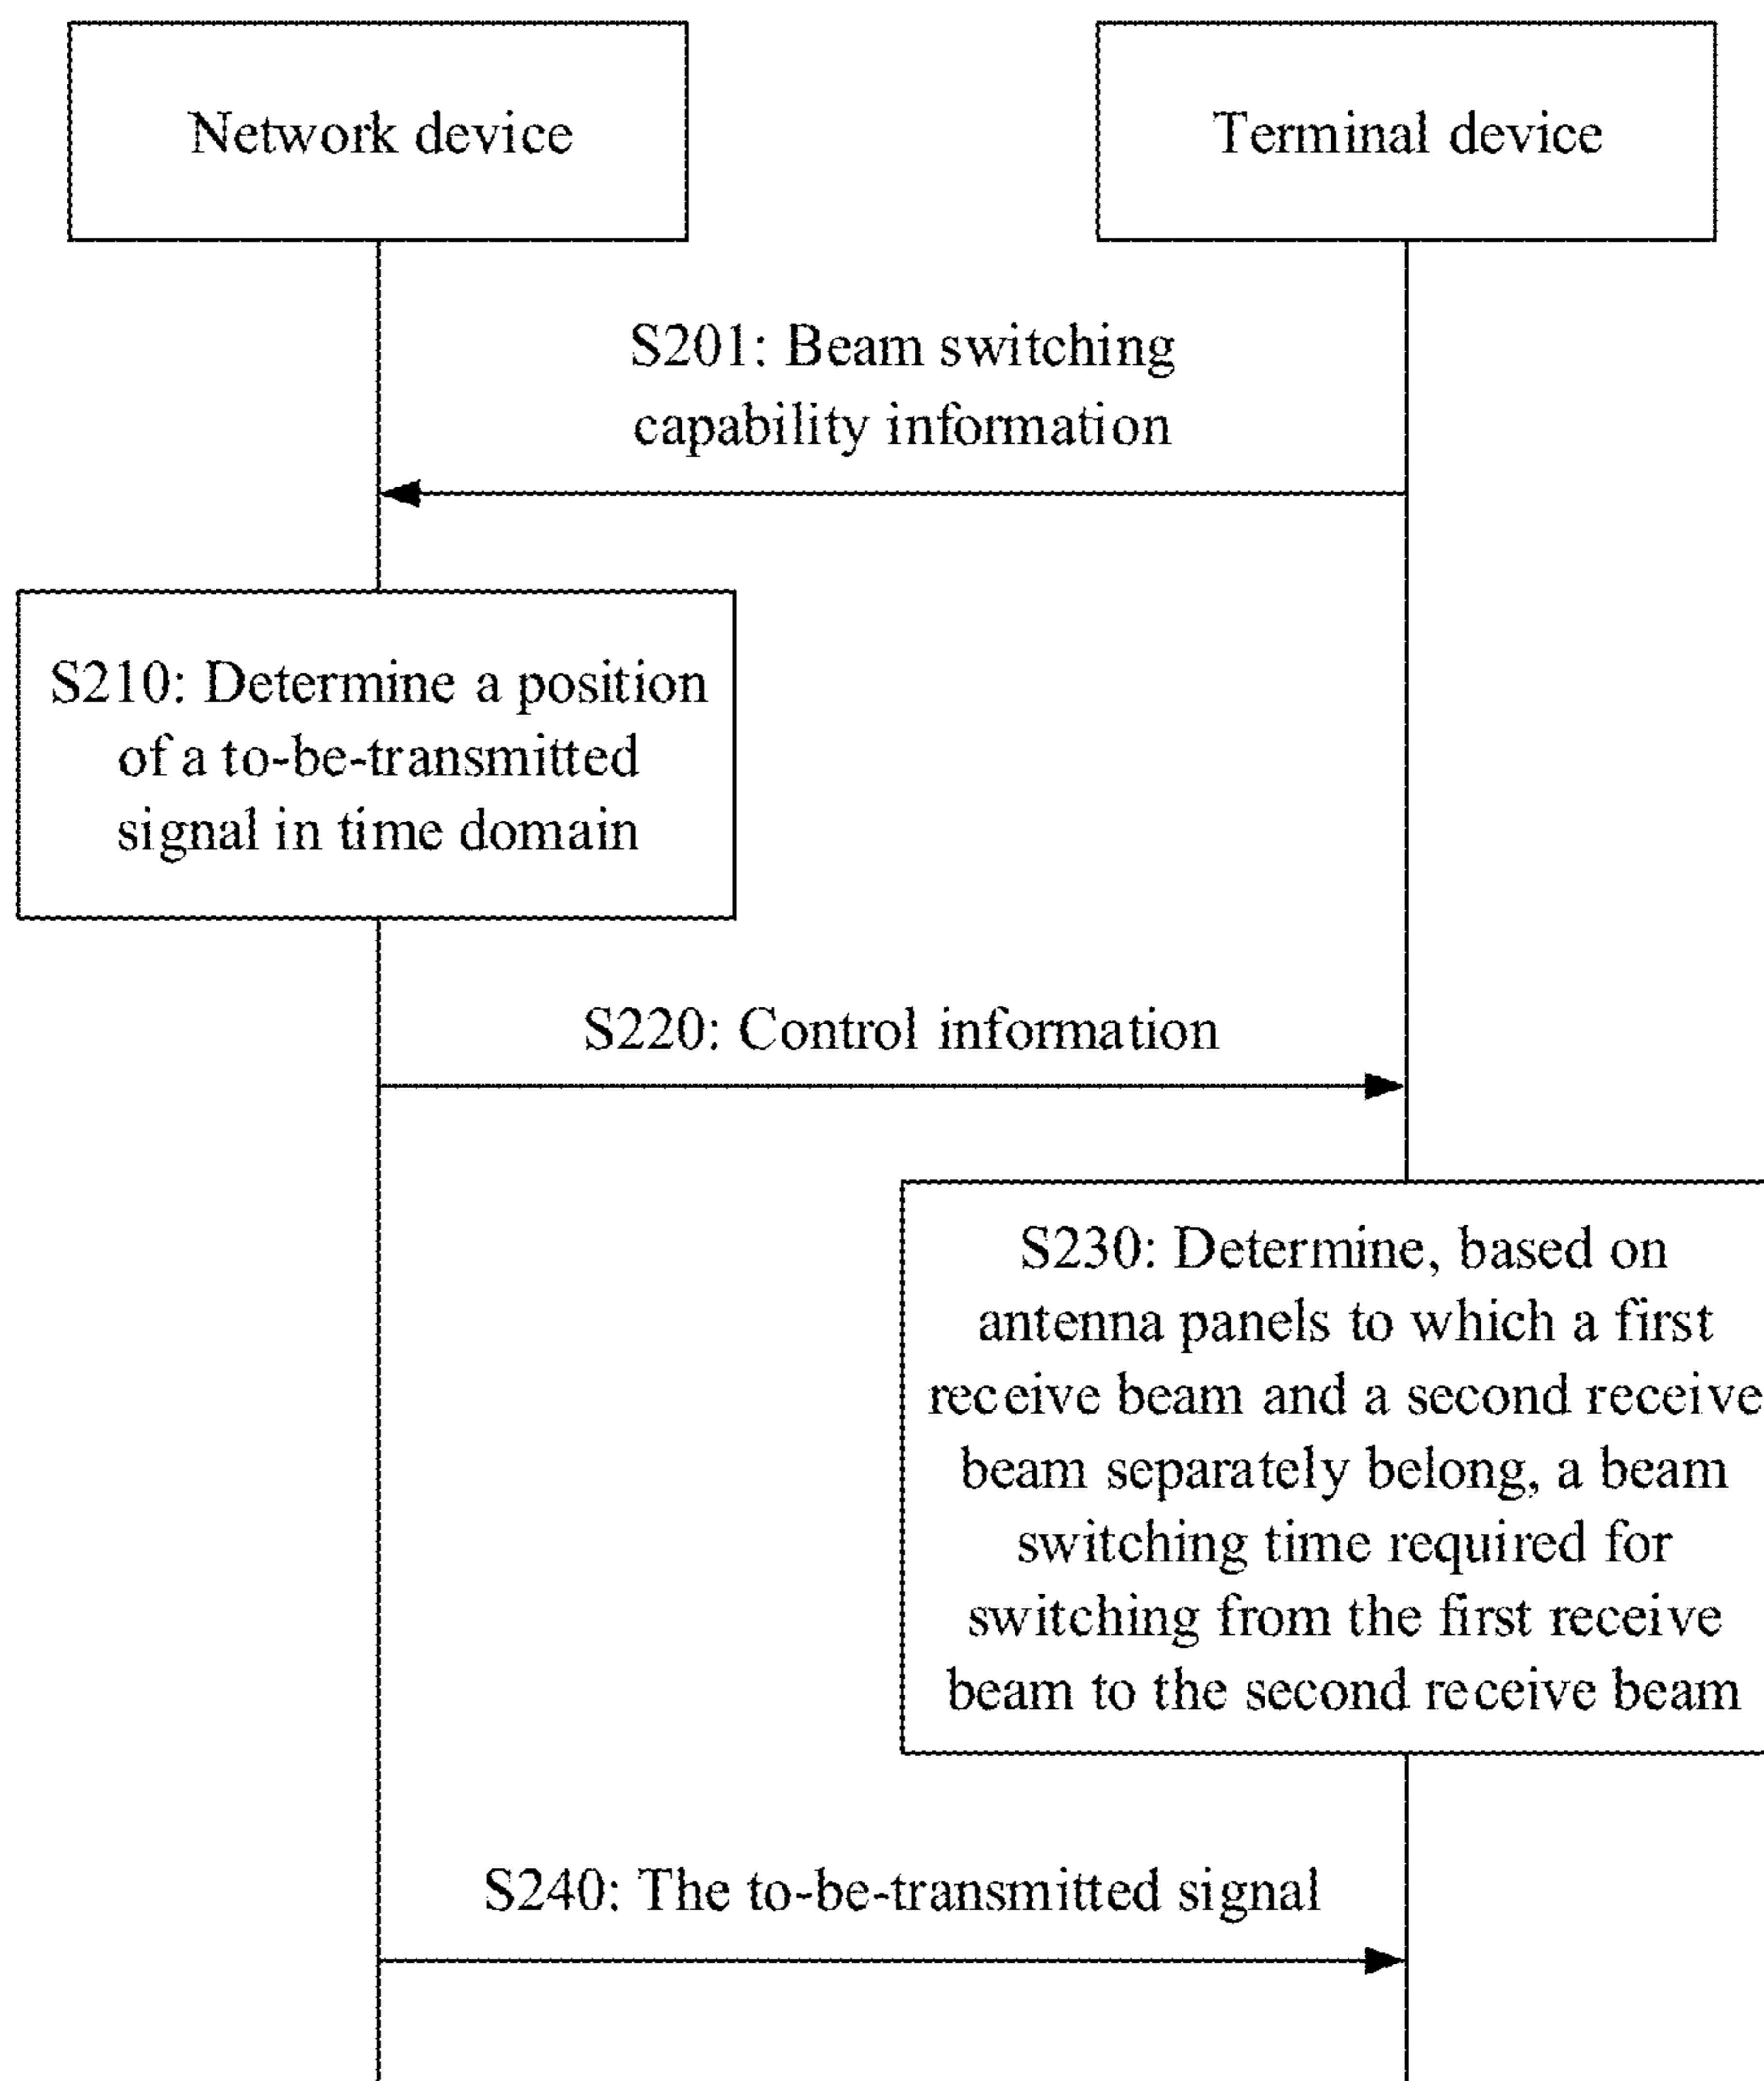 Network device
Terminal device
S201: Beam switching
capability information
S210: Determine a position
of a to-be-transmitted
signal in time domain
S220: Control information
S230: Determine, based on
antenna panels to which a first
receive beam and a second receive
beam separately belong, a beam
switching time required for
switching from the first receive
beam to the second receive beam
S240: The to-be-transmitted signal